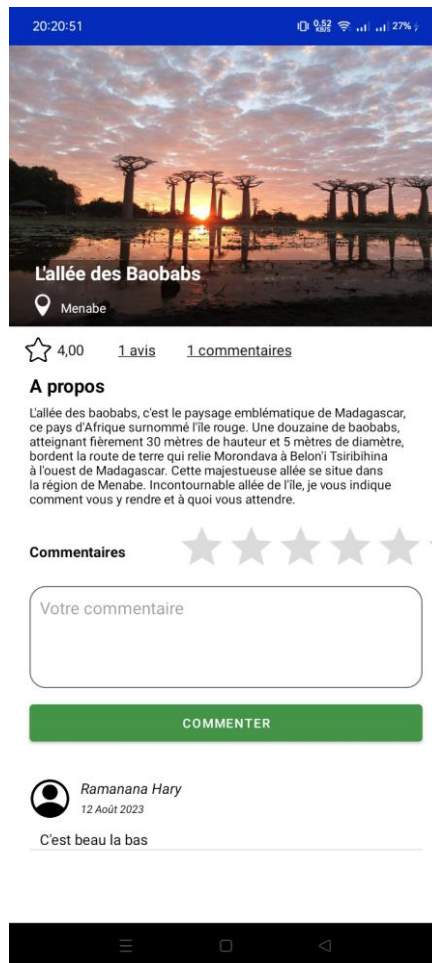 20:20:51 0,52 KB/S 27%
L'allée des Baobabs
Menabe
4,00 1 avis 1 commentaires
A propos
L'allée des baobabs, c'est le paysage emblématique de Madagascar,
ce pays d'Afrique surnommé l'île rouge. Une douzaine de baobabs,
atteignant fièrement 30 mètres de hauteur et 5 mètres de diamètre,
bordent la route de terre qui relie Morondava à Belon'i Tsiribihina
à l'ouest de Madagascar. Cette majestueuse allée se situe dans
la région de Menabe. Incontournable allée de l'île, je vous indique
comment vous y rendre et à quoi vous attendre.
Commentaires
Votre commentaire
COMMENTER
Ramanana Hary
12 Août 2023
C'est beau la bas